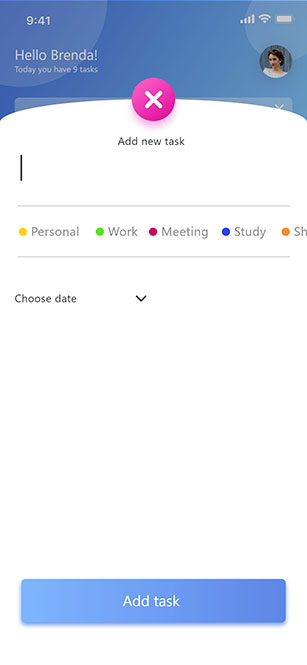 9:41
Hello Brenda!
Today you have 9 tasks
Add new task
Personal Work Meeting Study Sh
Choose date
Add task